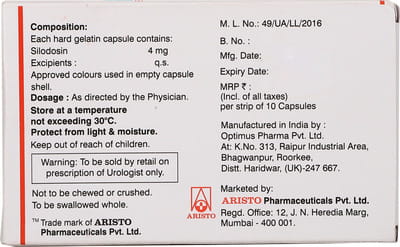 Composition:
Each hard gelatin capsule contains:
Silodosin 4 mg
Excipients : q.s.
Approved colours used in empty capsule
shell.
Dosage : As directed by the Physician.
Store at a temperature
not exceeding 30°C.
Protect from light & moisture.
Keep out of reach of children.
Warning: To be sold by retail on
prescription of Urologist only.
Not to be chewed or crushed.
To be swallowed whole.
TM Trade mark of ARISTO
Pharmaceuticals Pvt. Ltd.
ARISTO
M. L. No.: 49/UA/LL/2016
B. No. :
Mfg. Date:
Expiry Date:
MRP ₹ :
(Incl. of all taxes)
per strip of 10 Capsules
Manufactured in India by :
Optimus Pharma Pvt. Ltd.
At: K.No. 313, Raipur Industrial Area,
Bhagwanpur, Roorkee,
Distt. Haridwar, (UK)-247 667.
Marketed by:
ARISTO Pharmaceuticals Pvt. Ltd.
Regd. Office: 12, J. N. Heredia Marg,
Mumbai - 400 001.